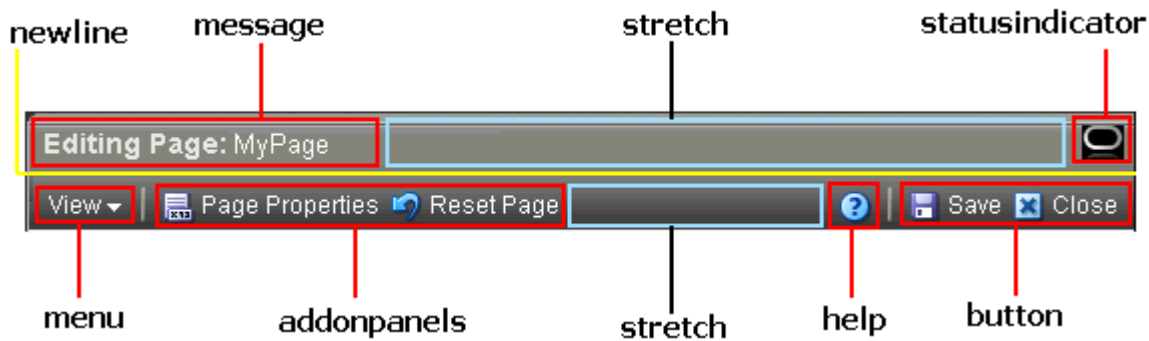 newline message stretch statusindicator
Editing Page: MyPage
View Page Properties Reset Page ? Save Close
menu addonpanels stretch help button